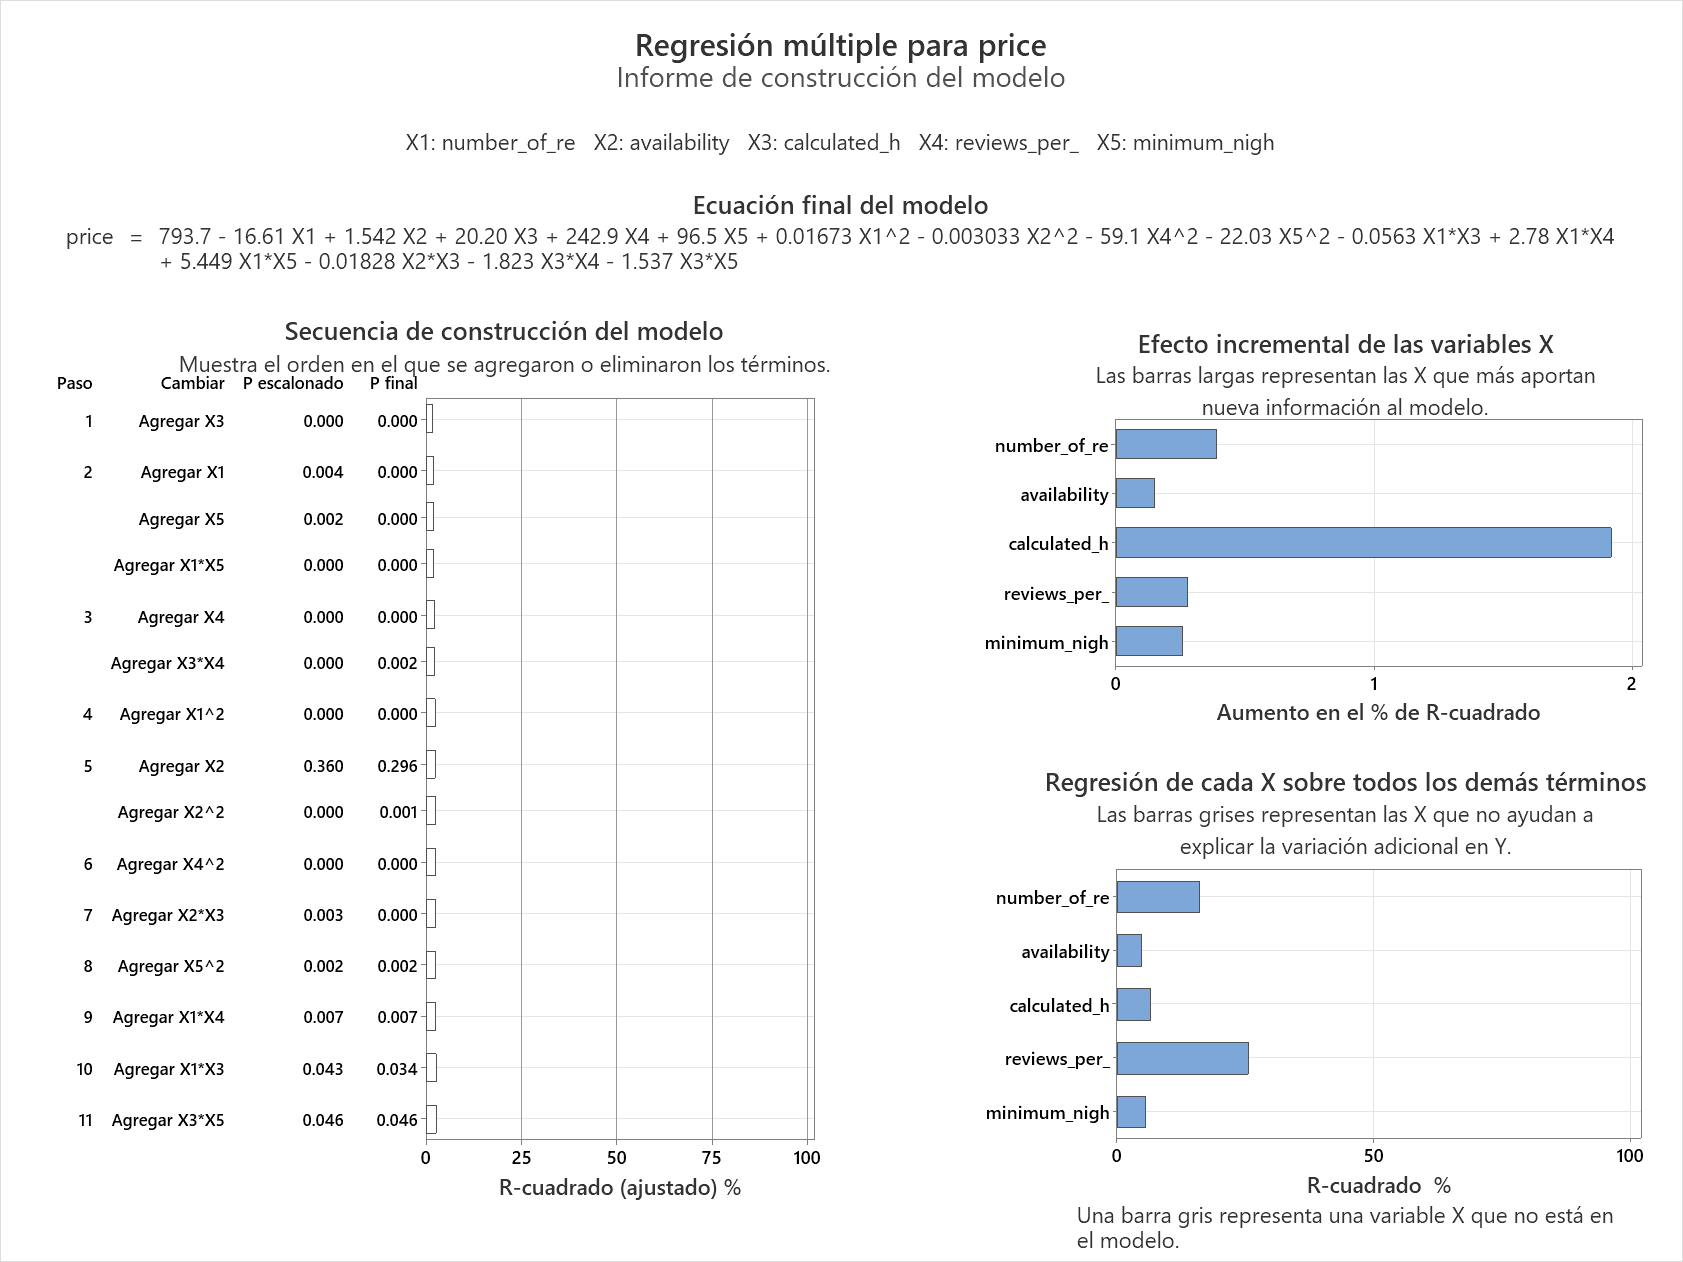 Regresión múltiple para price
Informe de construcción del modelo
X1: number_of_re X2: availability X3: calculated_h X4: reviews_per_ X5: minimum_nigh
Ecuación final del modelo
price = 793.7 - 16.61 X1 + 1.542 X2 + 20.20 X3 + 242.9 X4 + 96.5 X5 + 0.01673 X1^2 - 0.003033 X2^2 - 59.1 X4^2 - 22.03 X5^2 - 0.0563 X1*X3 + 2.78 X1*X4
+ 5.449 X1*X5 - 0.01828 X2*X3 - 1.823 X3*X4 - 1.537 X3*X5
Secuencia de construcción del modelo
Muestra el orden en el que se agregaron o eliminaron los términos.
Paso Cambiar P escalonado P final
1 Agregar X3 0.000 0.000
2 Agregar X1 0.004 0.000
Agregar X5 0.002 0.000
Agregar X1*X5 0.000 0.000
3 Agregar X4 0.000 0.000
Agregar X3*X4 0.000 0.002
4 Agregar X1^2 0.000 0.000
5 Agregar X2 0.360 0.296
Agregar X2^2 0.000 0.001
6 Agregar X4^2 0.000 0.000
7 Agregar X2*X3 0.003 0.000
8 Agregar X5^2 0.002 0.002
9 Agregar X1*X4 0.007 0.007
10 Agregar X1*X3 0.043 0.034
11 Agregar X3*X5 0.046 0.046
0 25 50 75 100
R-cuadrado (ajustado) %
Efecto incremental de las variables X
Las barras largas representan las X que más aportan
nueva información al modelo.
number_of_re
availability
calculated_h
reviews_per_
minimum_nigh
0 1 2
Aumento en el % de R-cuadrado
Regresión de cada X sobre todos los demás términos
Las barras grises representan las X que no ayudan a
explicar la variación adicional en Y.
number_of_re
availability
calculated_h
reviews_per_
minimum_nigh
0 50 100
R-cuadrado %
Una barra gris representa una variable X que no está en
el modelo.